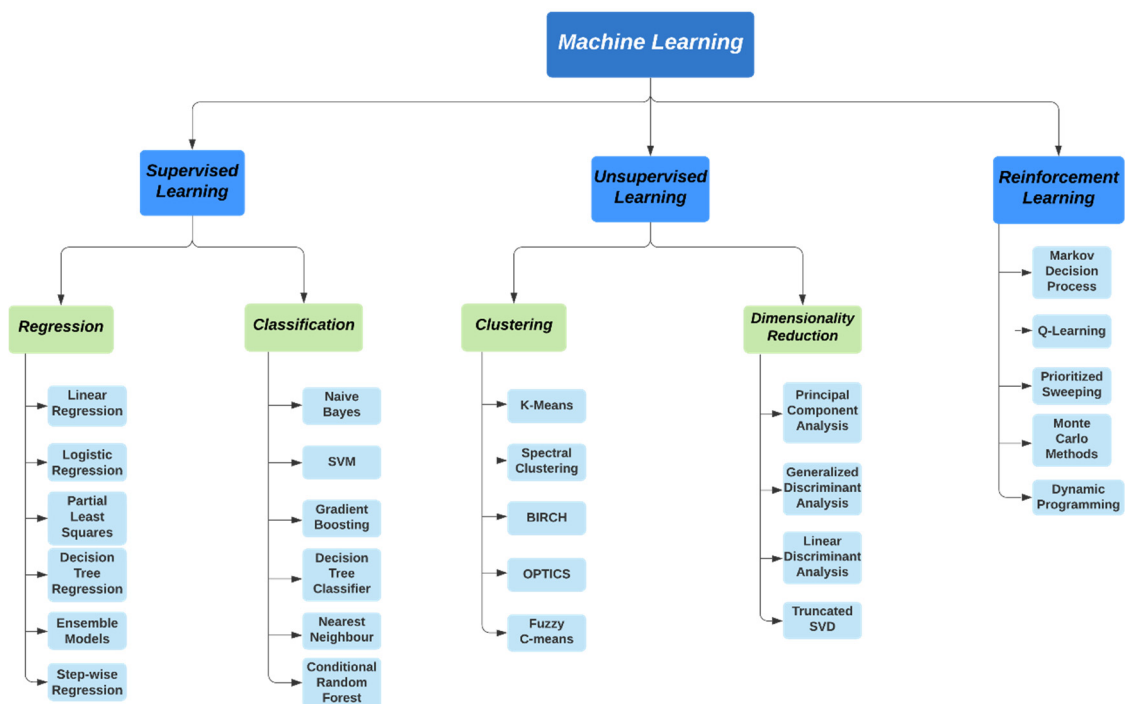 Machine Learning
Supervised
Learning
Unsupervised
Learning
Reinforcement
Learning
Regression
Classification
Clustering
Dimensionality
Reduction
Linear
Regression
Logistic
Regression
Partial
Least
Squares
Decision
Tree
Regression
Ensemble
Models
Step-wise
Regression
Naive
Bayes
SVM
Gradient
Boosting
Decision
Tree
Classifier
Nearest
Neighbour
Conditional
Random
Forest
K-Means
Spectral
Clustering
BIRCH
OPTICS
Fuzzy
C-means
Principal
Component
Analysis
Generalized
Discriminant
Analysis
Linear
Discriminant
Analysis
Truncated
SVD
Markov
Decision
Process
Q-Learning
Prioritized
Sweeping
Monte
Carlo
Methods
Dynamic
Programming